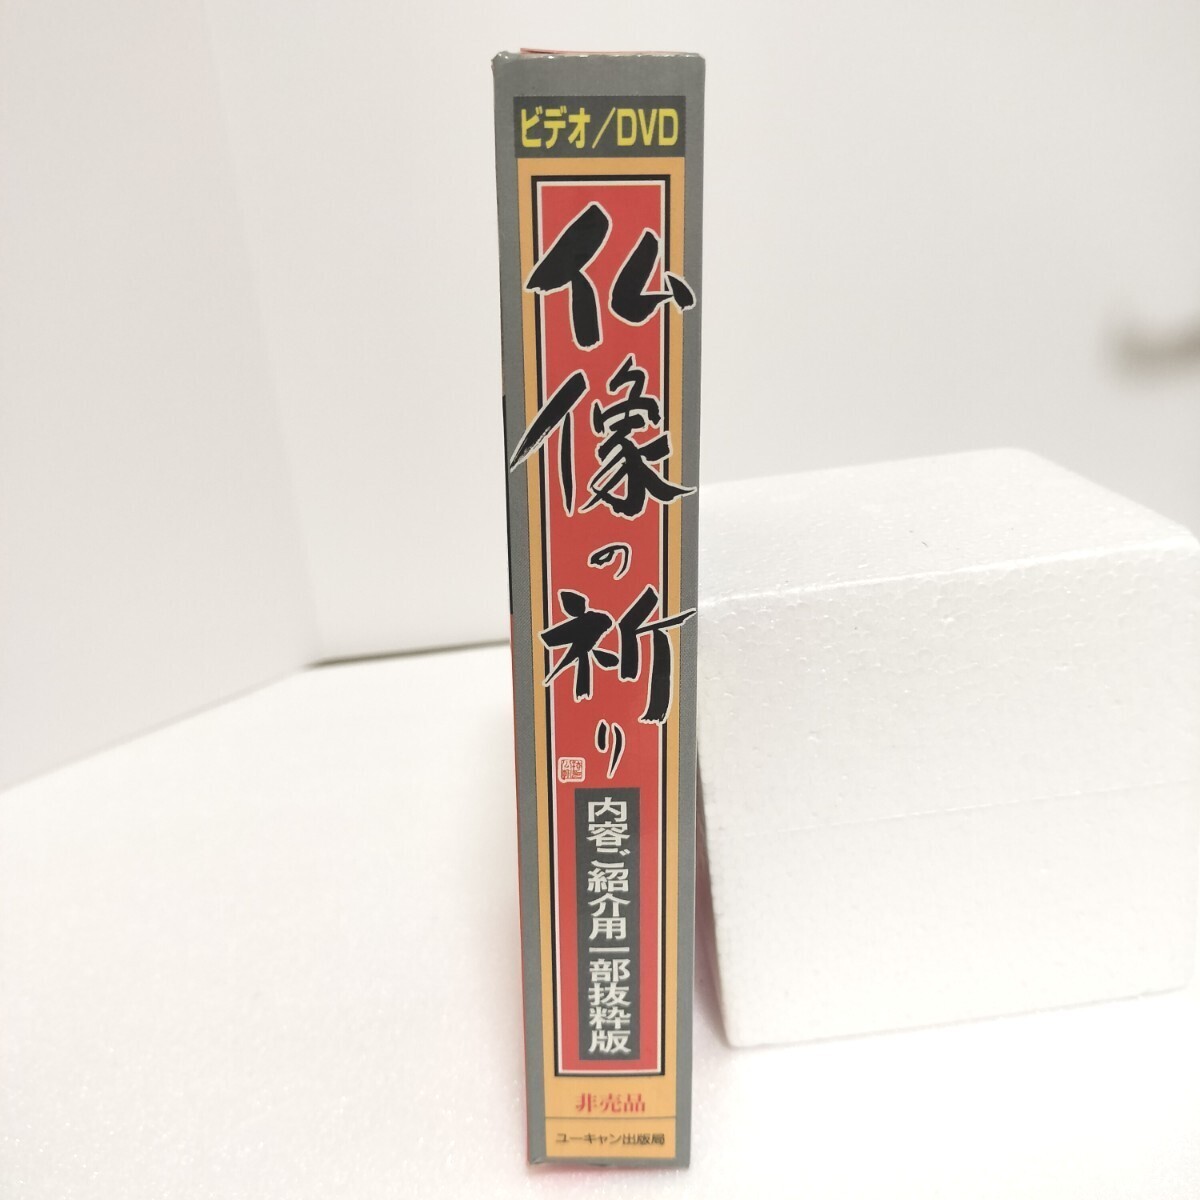 ビデオ/DVD
仏像の祈り
内容ご紹介用一部抜粋版
非売品
ユーキャン出版局